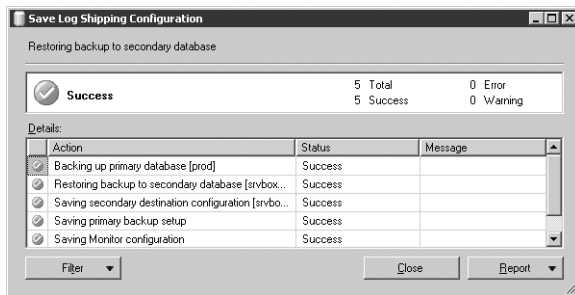 Save Log Shipping Configuration
Restoring backup to secondary database
Success
5 Total 0 Error
5 Success 0 Warning
Details:
Action Status Message
Backing up primary database [prod] Success
Restoring backup to secondary database [srvbox... Success
Saving secondary destination configuration [srvbo... Success
Saving primary backup setup Success
Saving Monitor configuration Success
Filter Close Report